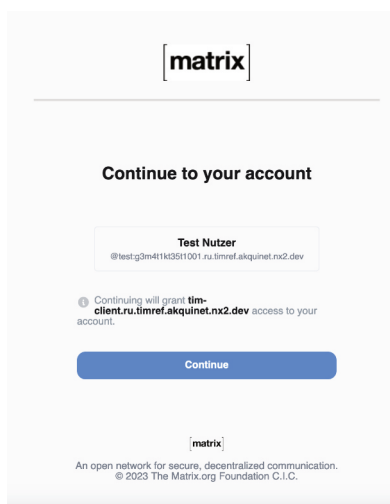 [matrix]
Continue to your account
Test Nutzer
@test:g3m4t1kt35t1001.ru.timref.akquinet.nx2.dev
Continuing will grant tim-
client.ru.timref.akquinet.nx2.dev access to your
account.
Continue
[matrix]
An open network for secure, decentralized communication.
© 2023 The Matrix.org Foundation C.I.C.